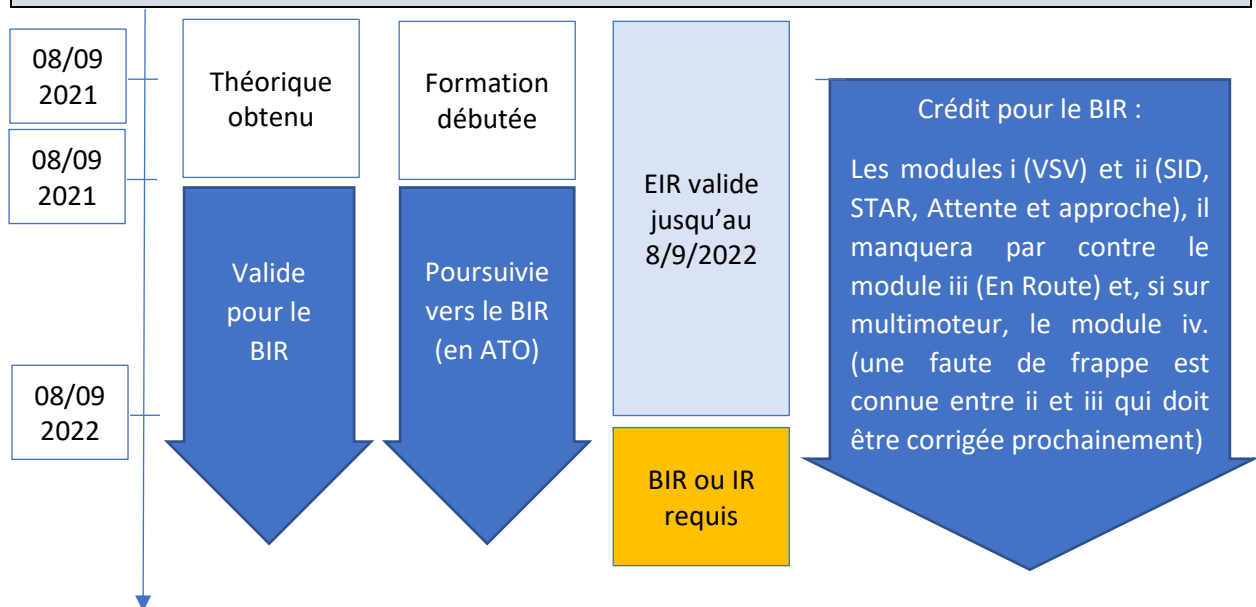 08/09
2021
08/09
2021
08/09
2022
Théorique
obtenu
Valide
pour le
BIR
Formation
débutée
Poursuivie
vers le BIR
(en ATO)
EIR valide
jusqu’au
8/9/2022
BIR ou IR
requis
Crédit pour le BIR :
Les modules i (VSV) et ii (SID,
STAR, Attente et approche), il
manquera par contre le
module iii (En Route) et, si sur
multimoteur, le module iv.
(une faute de frappe est
connue entre ii et iii qui doit
être corrigée prochainement)